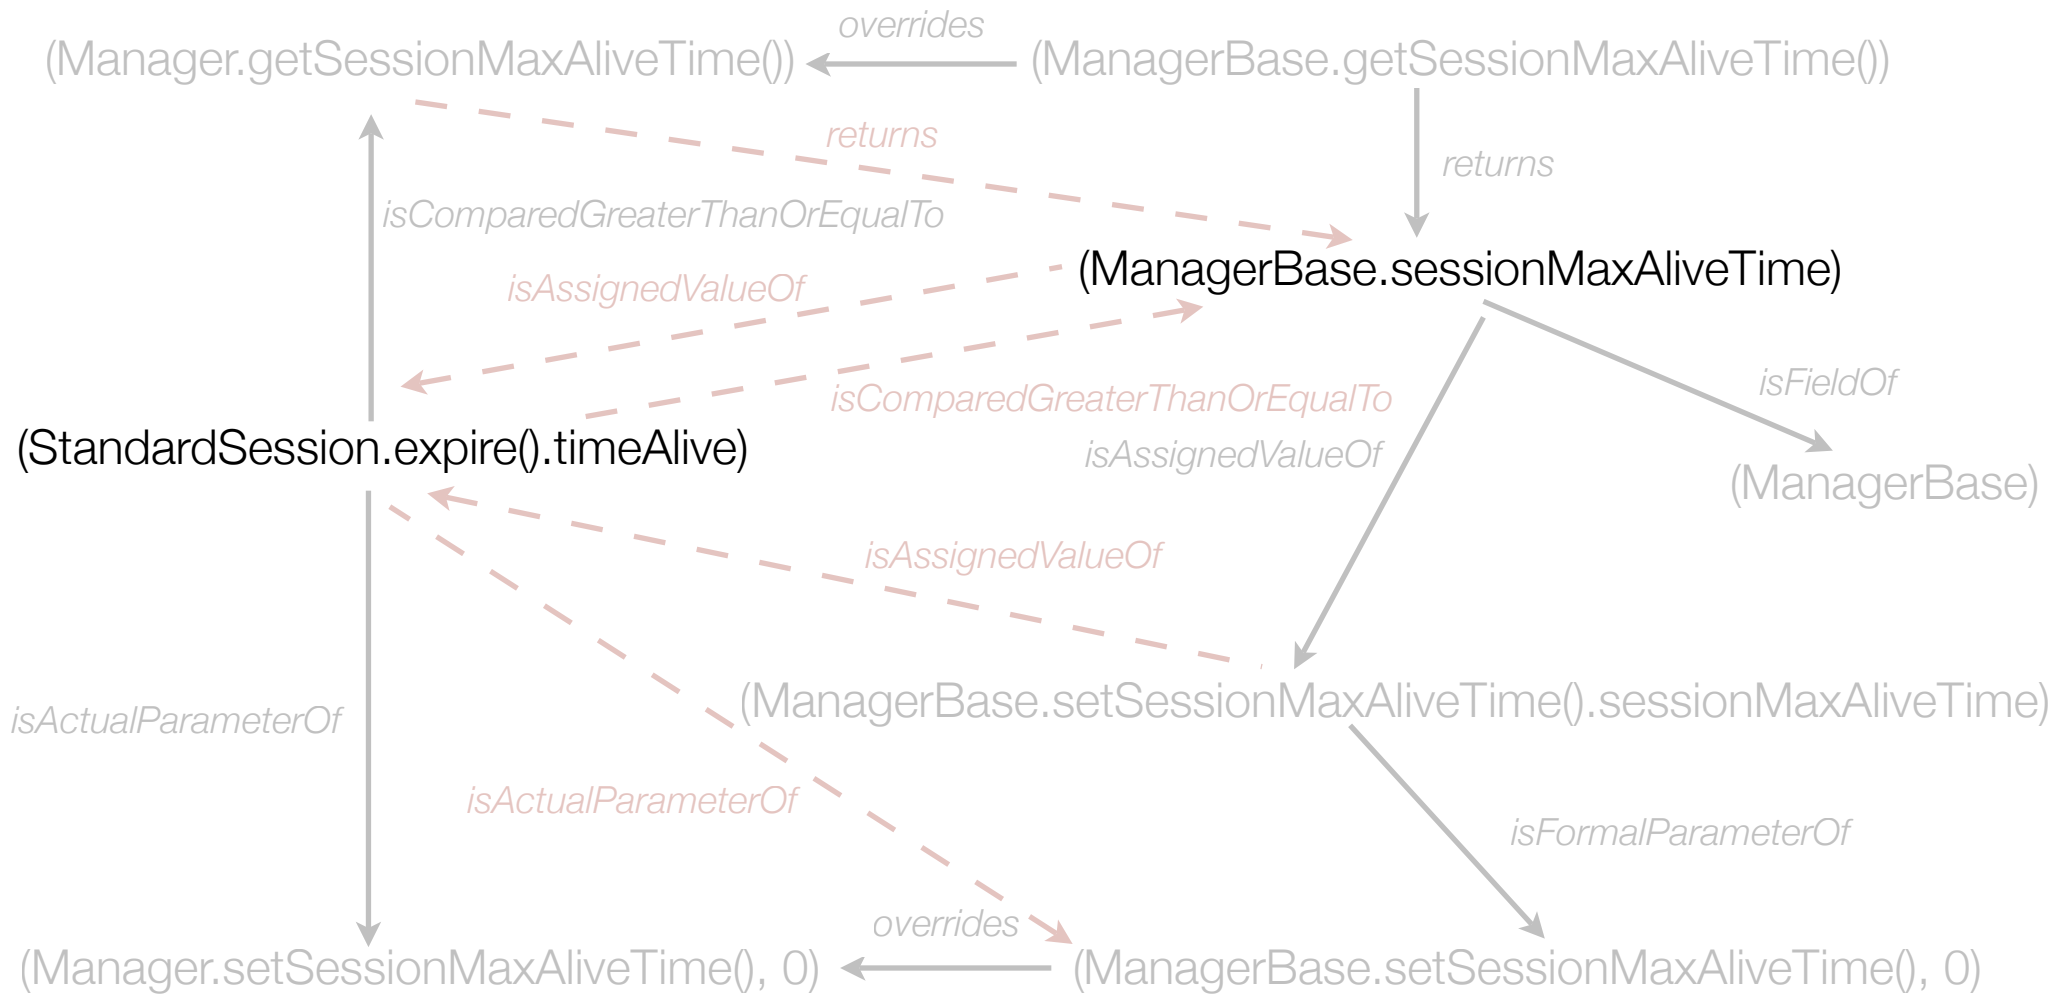 overrides
(Manager.getSessionMaxAliveTime())
(ManagerBase.getSessionMaxAliveTime())
returns
returns
isComparedGreaterThanOrEqualTo
(ManagerBase.sessionMaxAliveTime)
isAssignedValueOf
isFieldOf
isComparedGreaterThanOrEqualTo
(StandardSession.expire().timeAlive)
isAssignedValueOf
(ManagerBase)
isAssignedValueOf
(ManagerBase.setSessionMaxAliveTime().sessionMaxAliveTime)
isActualParameterOf
isActualParameterOf
isFormalParameterOf
overrides
(Manager.setSessionMaxAliveTime(), 0)
(ManagerBase.setSessionMaxAliveTime(), 0)